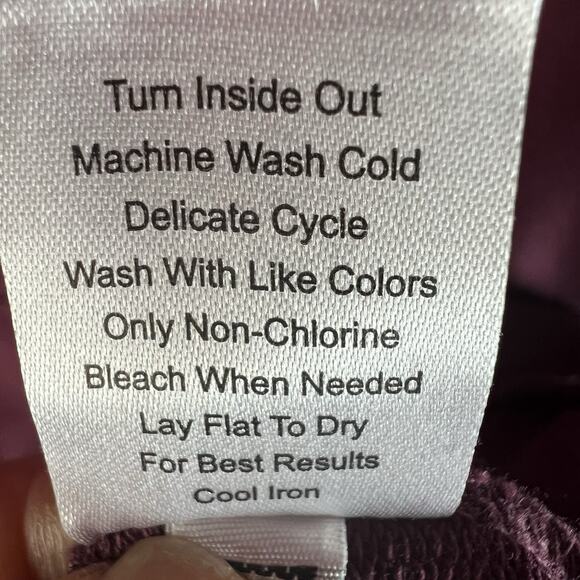 Turn Inside Out
Machine Wash Cold
Delicate Cycle
Wash With Like Colors
Only Non-Chlorine
Bleach When Needed
Lay Flat To Dry
For Best Results
Cool Iron